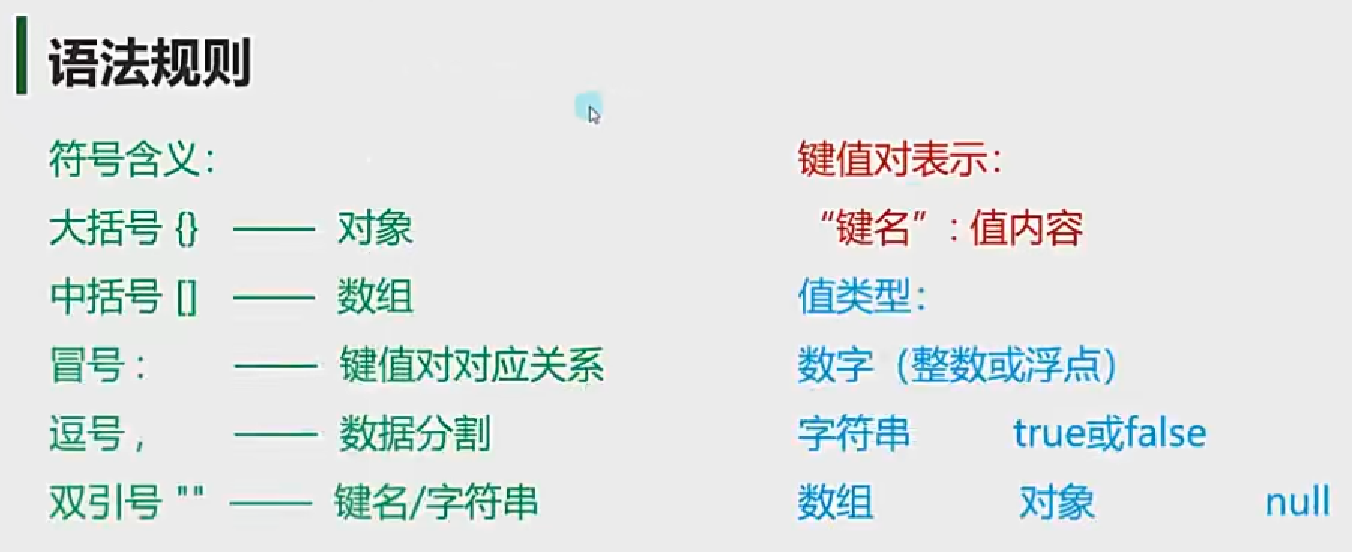 语法规则
符号含义：
大括号 {} —— 对象
中括号 [] —— 数组
冒号 : —— 键值对对应关系
逗号 , —— 数据分割
双引号 "" —— 键名/字符串
键值对表示：
“键名”: 值内容
值类型：
数字（整数或浮点）
字符串 true或false
数组 对象 null